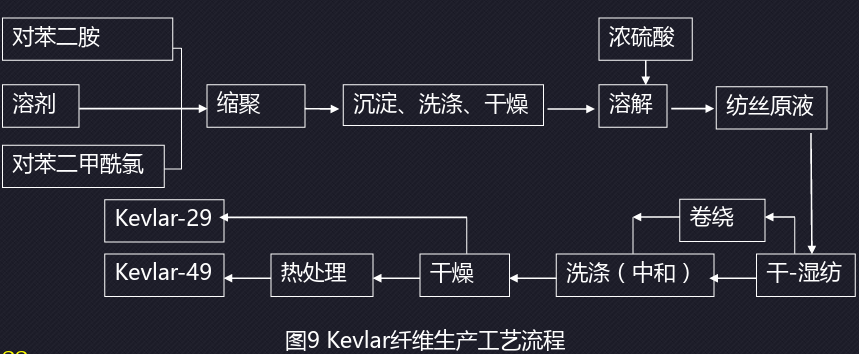 对苯二胺
浓硫酸
溶剂
缩聚
沉淀、洗涤、干燥
溶解
纺丝原液
对苯二甲酰氯
Kevlar-29
卷绕
Kevlar-49
热处理
干燥
洗涤（中和）
干-湿纺
图9 Kevlar纤维生产工艺流程